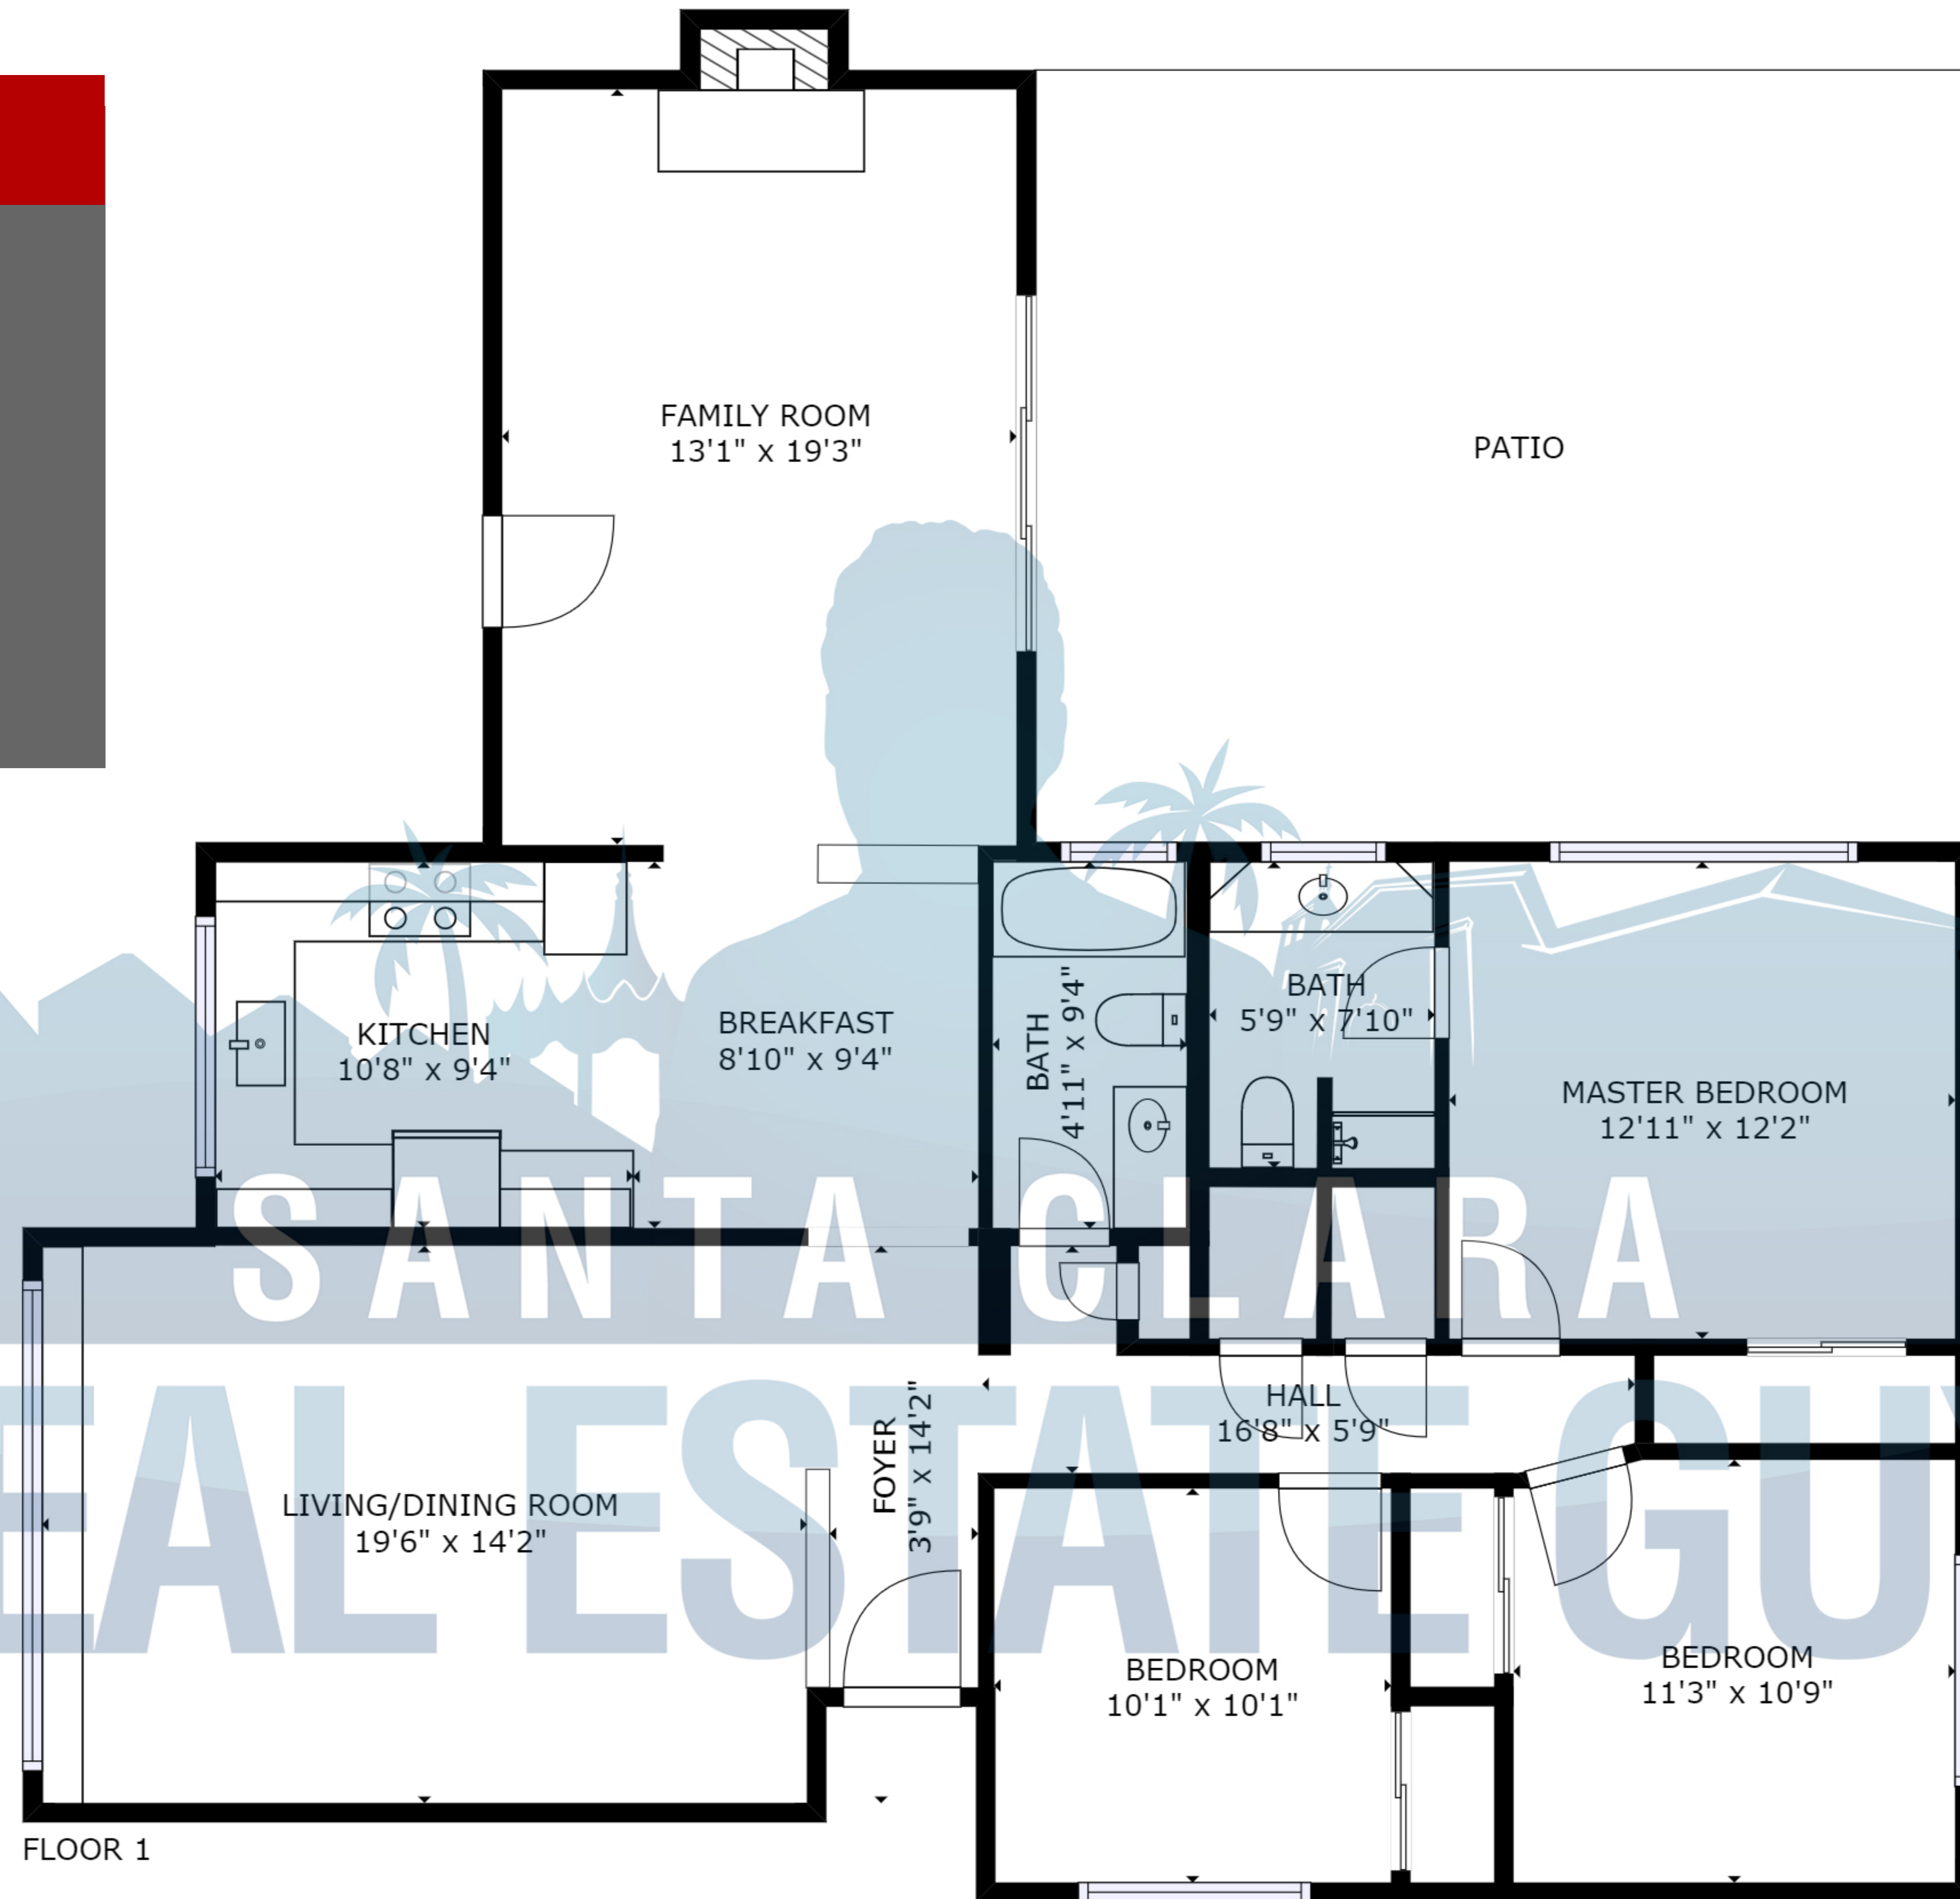 FAMILY ROOM
13'1" x 19'3"
PATIO
KITCHEN
10'8" x 9'4"
BREAKFAST
8'10" x 9'4"
BATH
4'11" x 9'4"
BATH
5'9" x 7'10"
MASTER BEDROOM
12'11" x 12'2"
SANTA CLARA
HALL
16'8" x 5'9"
FOYER
3'9" x 14'2"
LIVING/DINING ROOM
19'6" x 14'2"
EAL ESTATE GUY
BEDROOM
10'1" x 10'1"
BEDROOM
11'3" x 10'9"
FLOOR 1